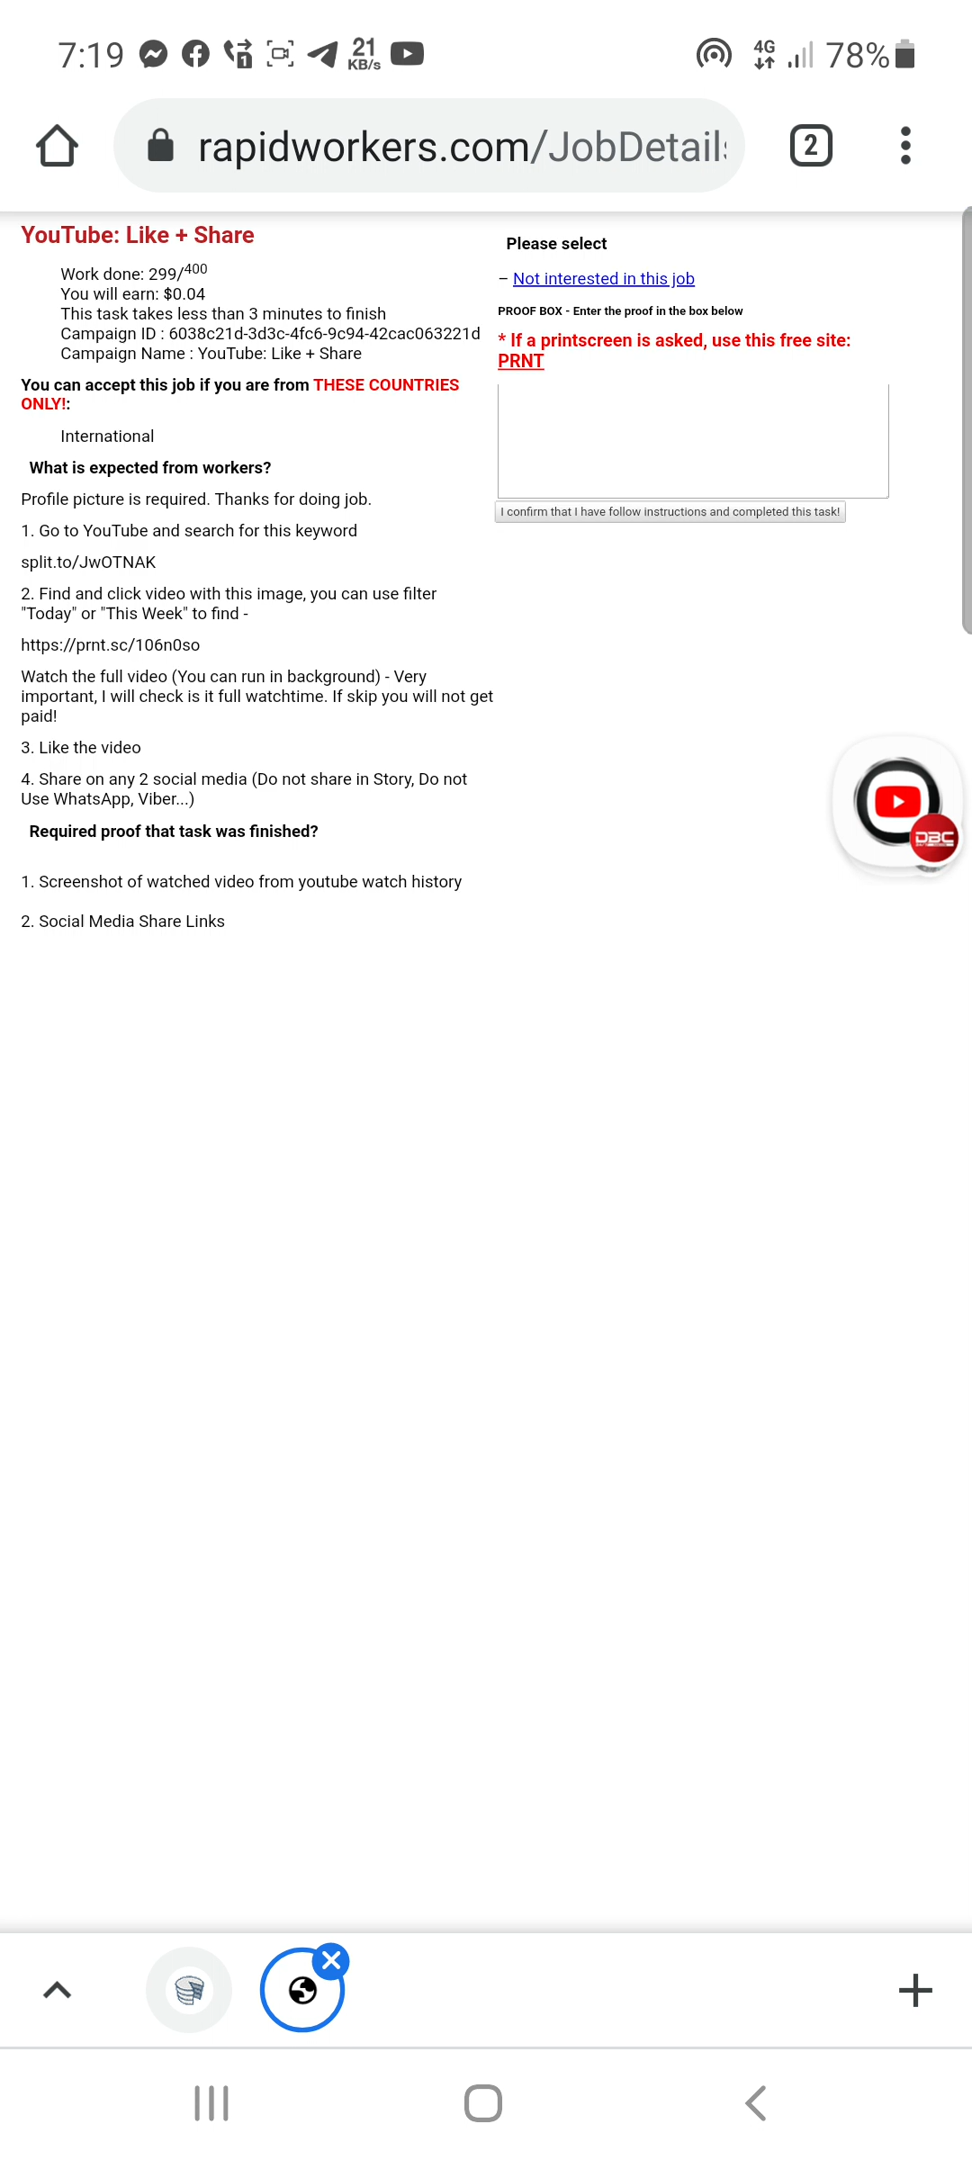 7:19
1
21
KB/s
4G
78%
rapidworkers.com/JobDetails
2
YouTube: Like + Share
Work done: 299/400
You will earn: $0.04
This task takes less than 3 minutes to finish
Campaign ID : 6038c21d-3d3c-4fc6-9c94-42cac063221d
Campaign Name : YouTube: Like + Share
You can accept this job if you are from THESE COUNTRIES
ONLY!:
International
What is expected from workers?
Profile picture is required. Thanks for doing job.
1. Go to YouTube and search for this keyword
split.to/JwOTNAK
2. Find and click video with this image, you can use filter
"Today" or "This Week" to find -
https://prnt.sc/106n0so
Watch the full video (You can run in background) - Very
important, I will check is it full watchtime. If skip you will not get
paid!
3. Like the video
4. Share on any 2 social media (Do not share in Story, Do not
Use WhatsApp, Viber...)
Required proof that task was finished?
1. Screenshot of watched video from youtube watch history
2. Social Media Share Links
Please select
– Not interested in this job
PROOF BOX - Enter the proof in the box below
* If a printscreen is asked, use this free site:
PRNT
I confirm that I have follow instructions and completed this task!
DBC